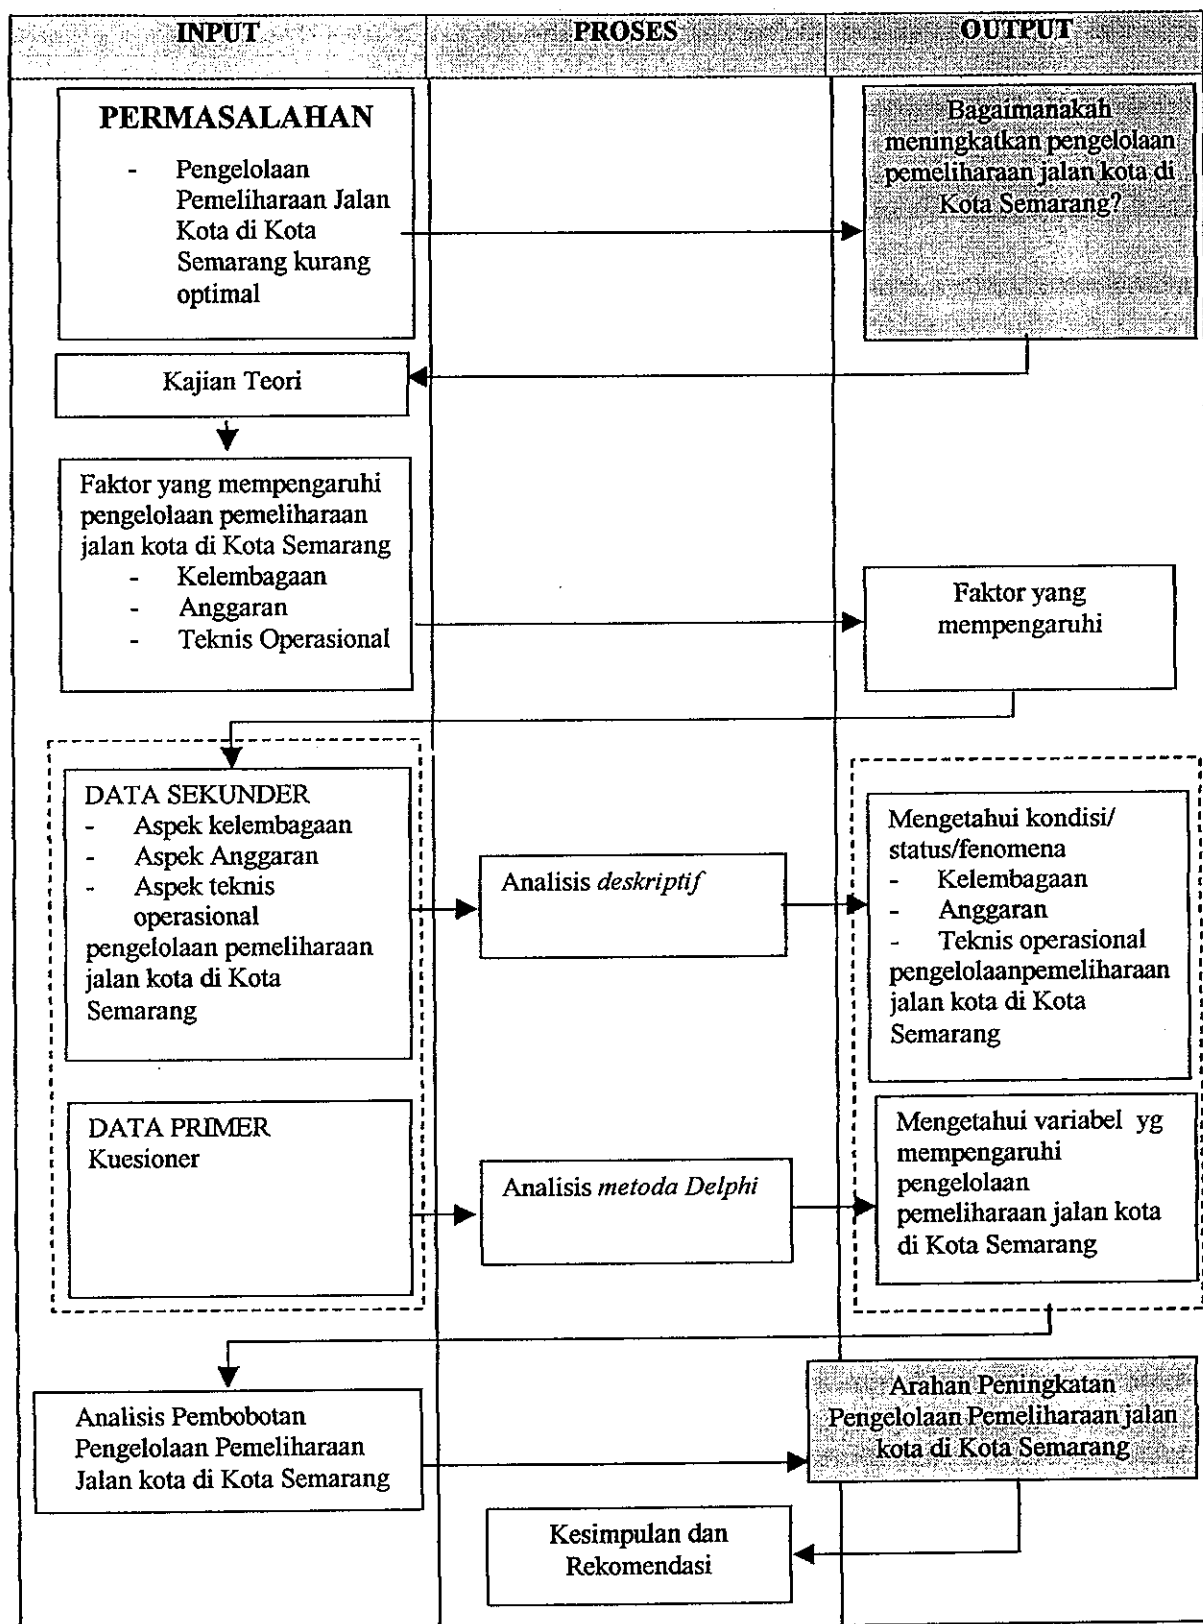 INPUT
PROSES
OUTPUT
PERMASALAHAN
- Pengelolaan
Pemeliharaan Jalan
Kota di Kota
Semarang kurang
optimal
Bagaimanakah
meningkatkan pengelolaan
pemeliharaan jalan kota di
Kota Semarang?
Kajian Teori
Faktor yang mempengaruhi
pengelolaan pemeliharaan
jalan kota di Kota Semarang
- Kelembagaan
- Anggaran
- Teknis Operasional
Faktor yang
mempengaruhi
DATA SEKUNDER
- Aspek kelembagaan
- Aspek Anggaran
- Aspek teknis
operasional
pengelolaan pemeliharaan
jalan kota di Kota
Semarang
Analisis deskriptif
Mengetahui kondisi/
status/fenomena
- Kelembagaan
- Anggaran
- Teknis operasional
pengelolaanpemeliharaan
jalan kota di Kota
Semarang
DATA PRIMER
Kuesioner
Analisis metoda Delphi
Mengetahui variabel yg
mempengaruhi
pengelolaan
pemeliharaan jalan kota
di Kota Semarang
Analisis Pembobotan
Pengelolaan Pemeliharaan
Jalan kota di Kota Semarang
Arahan Peningkatan
Pengelolaan Pemeliharaan jalan
kota di Kota Semarang
Kesimpulan dan
Rekomendasi